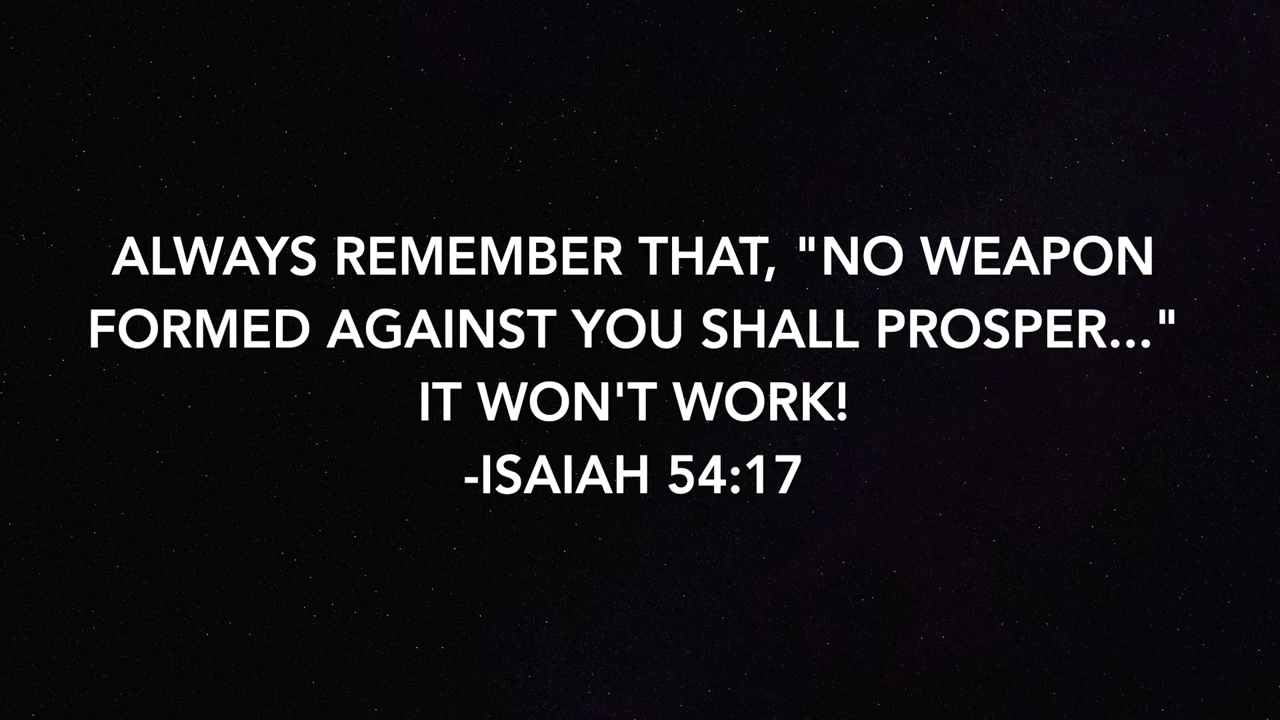 ALWAYS REMEMBER THAT, "NO WEAPON
FORMED AGAINST YOU SHALL PROSPER..."
IT WON'T WORK!
-ISAIAH 54:17